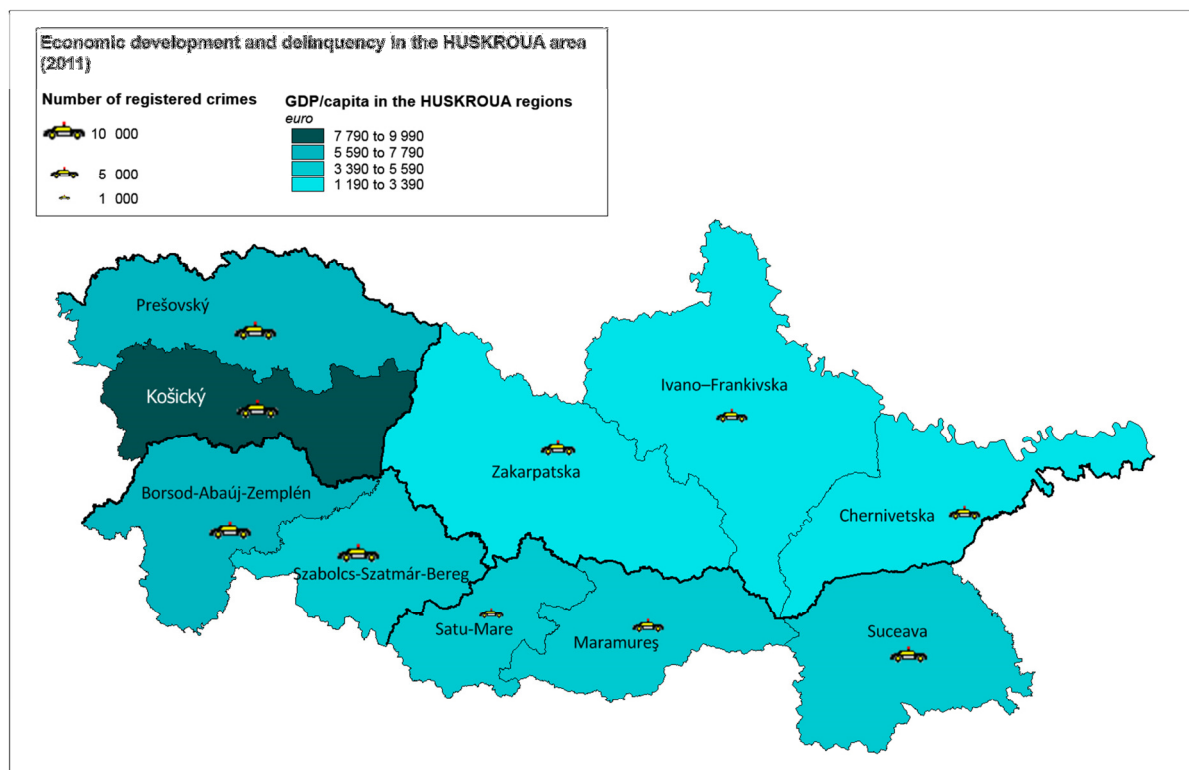 Economic development and delinquency in the HUSKROUA area
(2011)
Number of registered crimes
10 000
5 000
1 000
GDP/capita in the HUSKROUA regions
euro
7 790 to 9 990
5 590 to 7 790
3 390 to 5 590
1 190 to 3 390
Prešovský
Košický
Ivano–Frankivska
Zakarpatska
Borsod-Abaúj-Zemplén
Chernivetska
Szabolcs-Szatmár-Bereg
Satu-Mare
Maramureş
Suceava